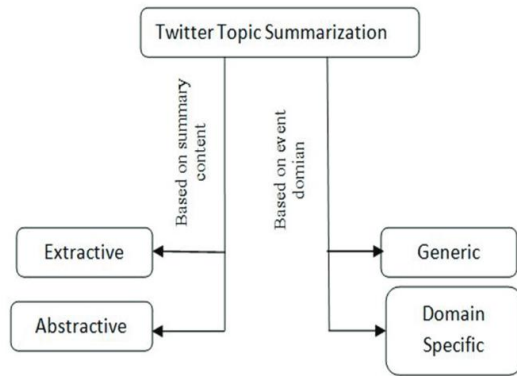 Twitter Topic Summarization
Based on summary
content
Based on event
domian
Extractive
Generic
Abstractive
Domain
Specific